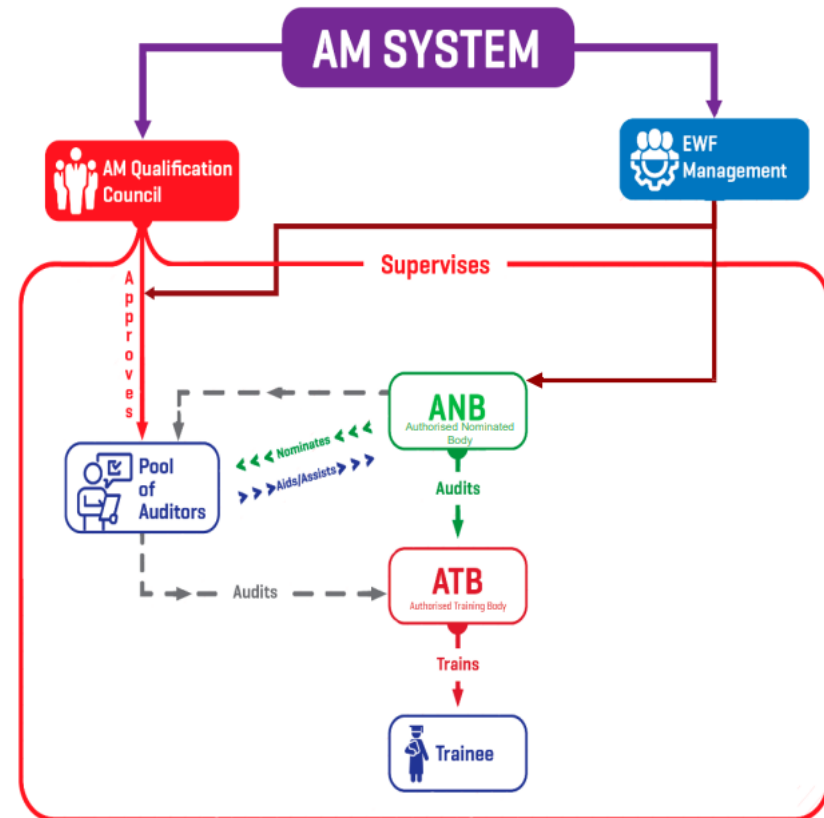 AM SYSTEM
AM Qualification
Council
EWF
Management
Supervises
Approves
ANB
Authorised Nominated
Body
Nominates
Aids/Assists
Pool
of
Auditors
Audits
ATB
Authorised Training Body
Audits
Trains
Trainee